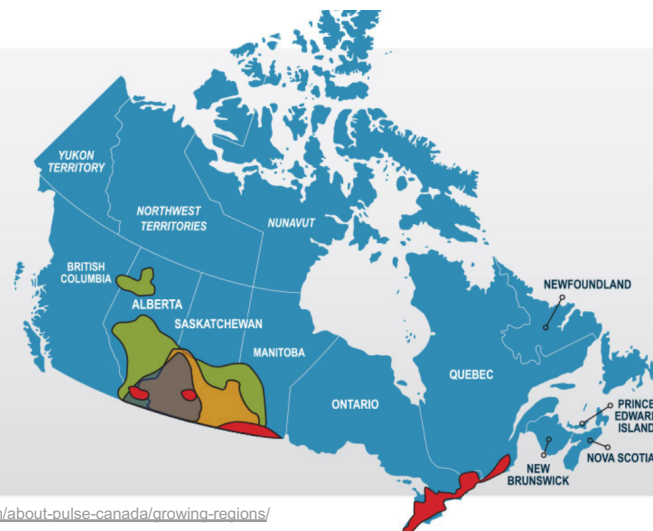 YUKON
TERRITORY
NORTHWEST
TERRITORIES
NUNAVUT
BRITISH
COLUMBIA
ALBERTA
SASKATCHEWAN
MANITOBA
ONTARIO
QUEBEC
NEWFOUNDLAND
PRINCE
EDWARD
ISLAND
NOVA SCOTIA
NEW
BRUNSWICK
/about-pulse-canada/growing-regions/